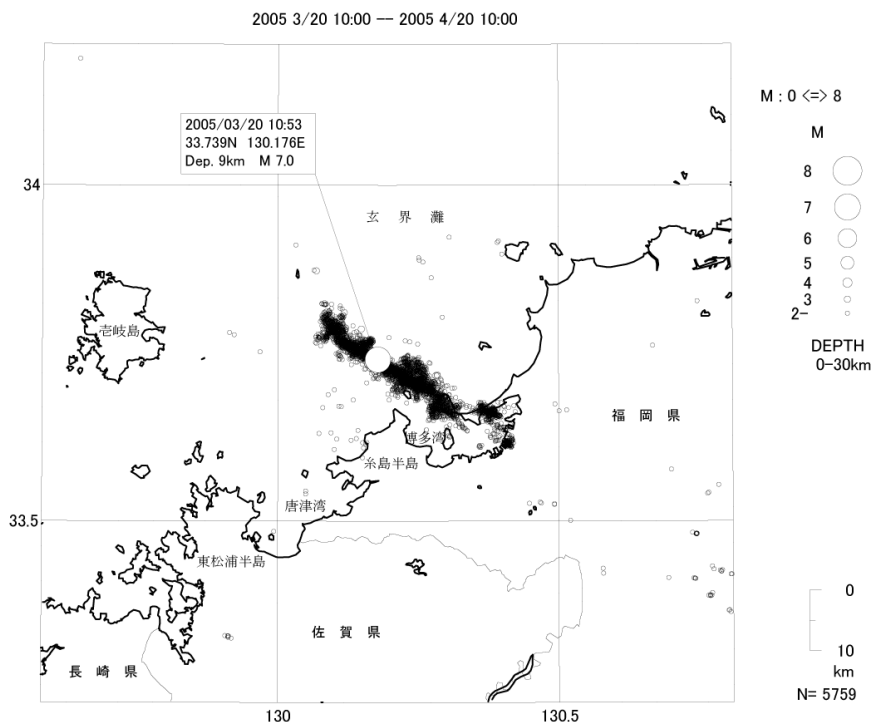 2005 3/20 10:00 -- 2005 4/20 10:00
M : 0 <=> 8
2005/03/20 10:53
33.739N 130.176E
Dep. 9km M 7.0
M
8
7
6
5
4
3
2-
DEPTH
0-30km
34
玄 界 灘
壱岐島
福 岡 県
博多湾
糸島半島
唐津湾
33.5
東松浦半島
佐 賀 県
長 崎 県
0
10
km
N= 5759
130
130.5